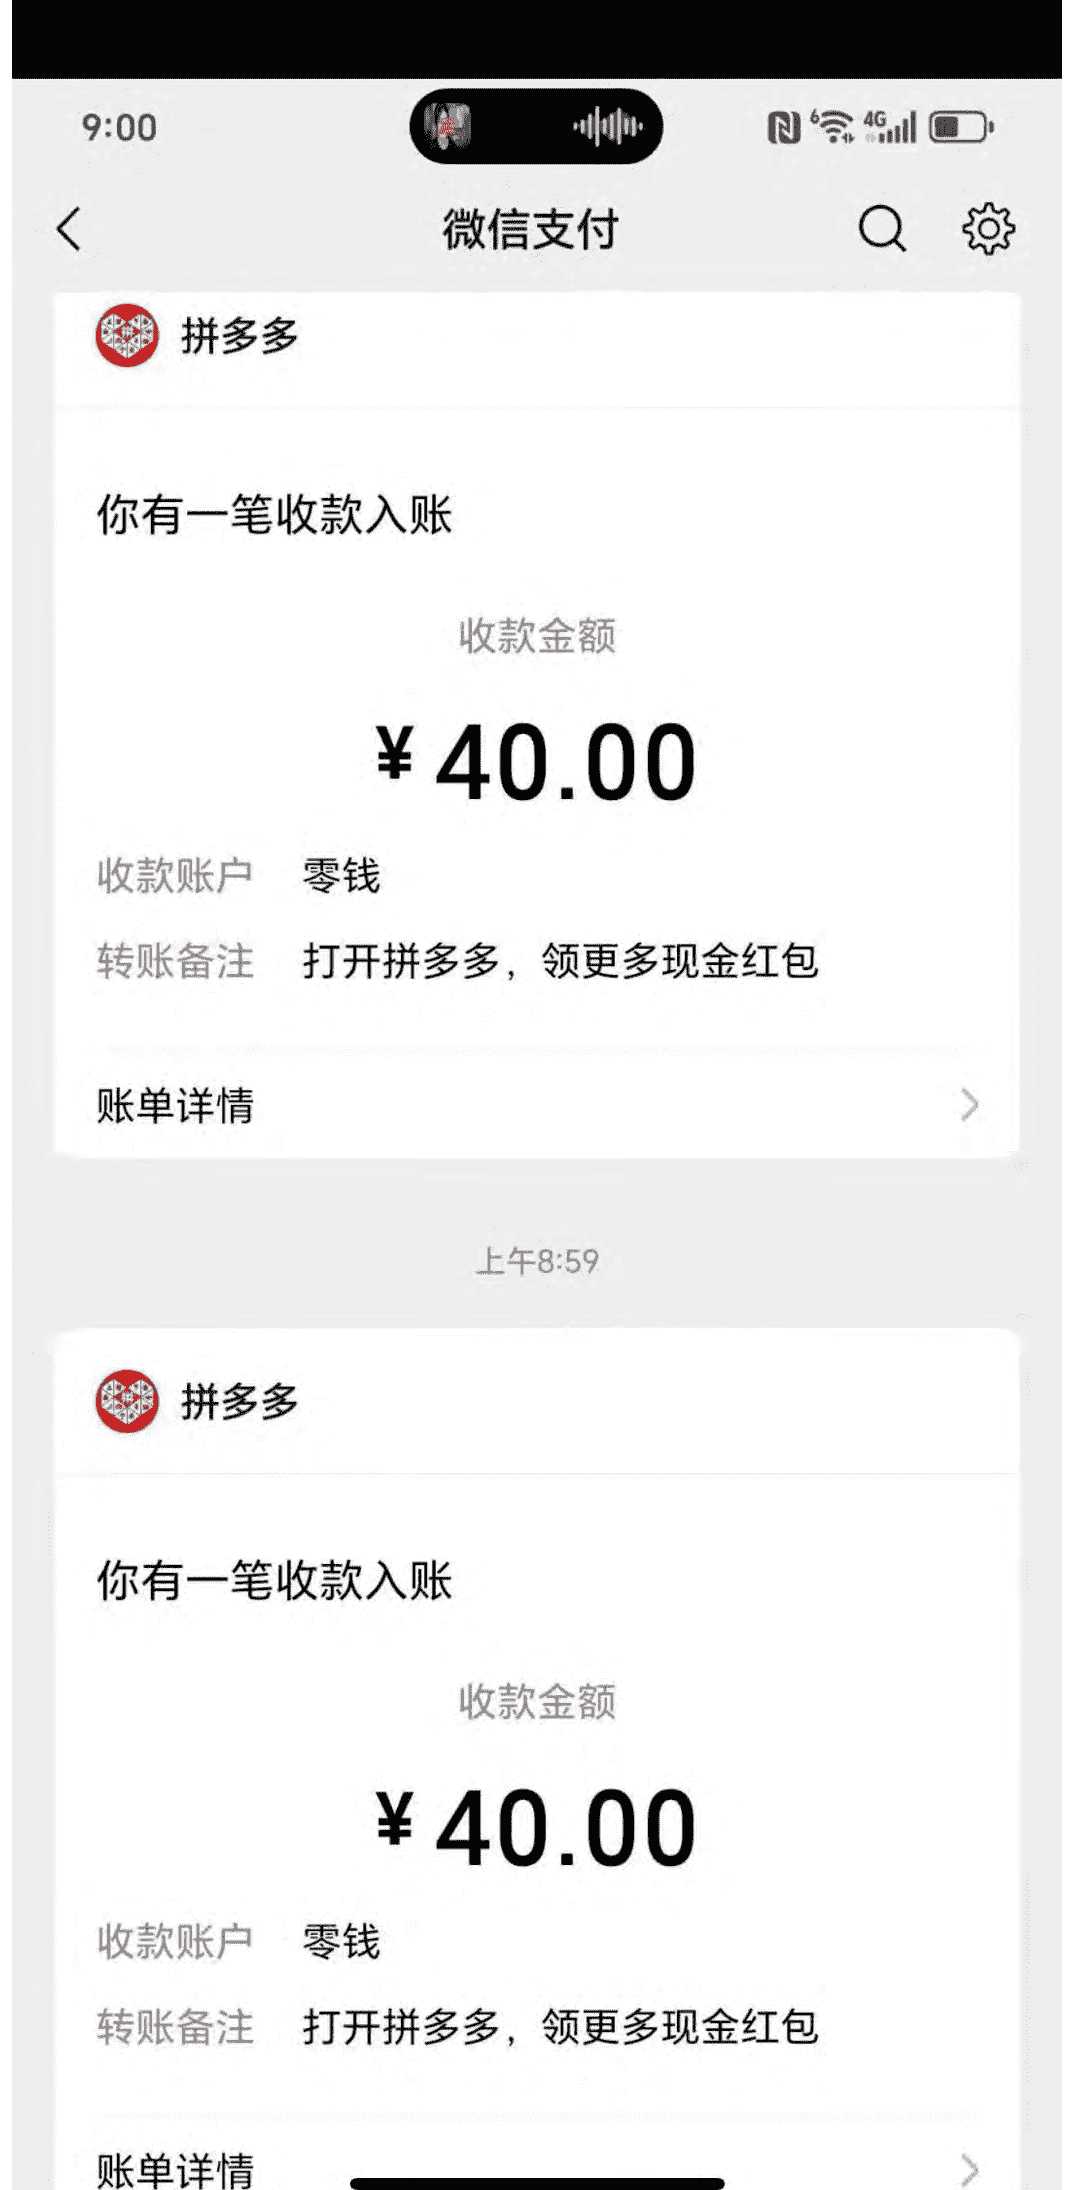 9:00
6 4G
微信支付
拼多多
你有一笔收款入账
收款金额
¥40.00
收款账户 零钱
转账备注 打开拼多多，领更多现金红包
账单详情
上午8:59
拼多多
你有一笔收款入账
收款金额
¥40.00
收款账户 零钱
转账备注 打开拼多多，领更多现金红包
账单详情